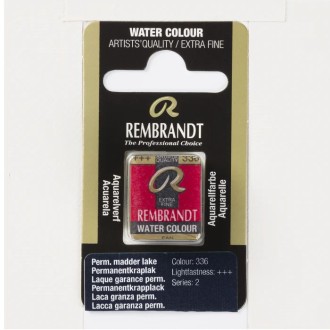 WATER COLOUR
ARTISTS'QUALITY / EXTRA FINE
R
REMBRANDT
The Professional Choice
Aquarelverf
Acuarela
Aquarellfarbe
Aquarelle
+++ 336
R
EXTRA
FINE
REMBRANDT
WATER COLOUR
Perm. madder lake
Permanentkraplak
Laque garance perm.
Permanentkrapplack
Laca granza perm.
Lacca garanza perm.
Colour: 336
Lightfastness: +++
Series: 2